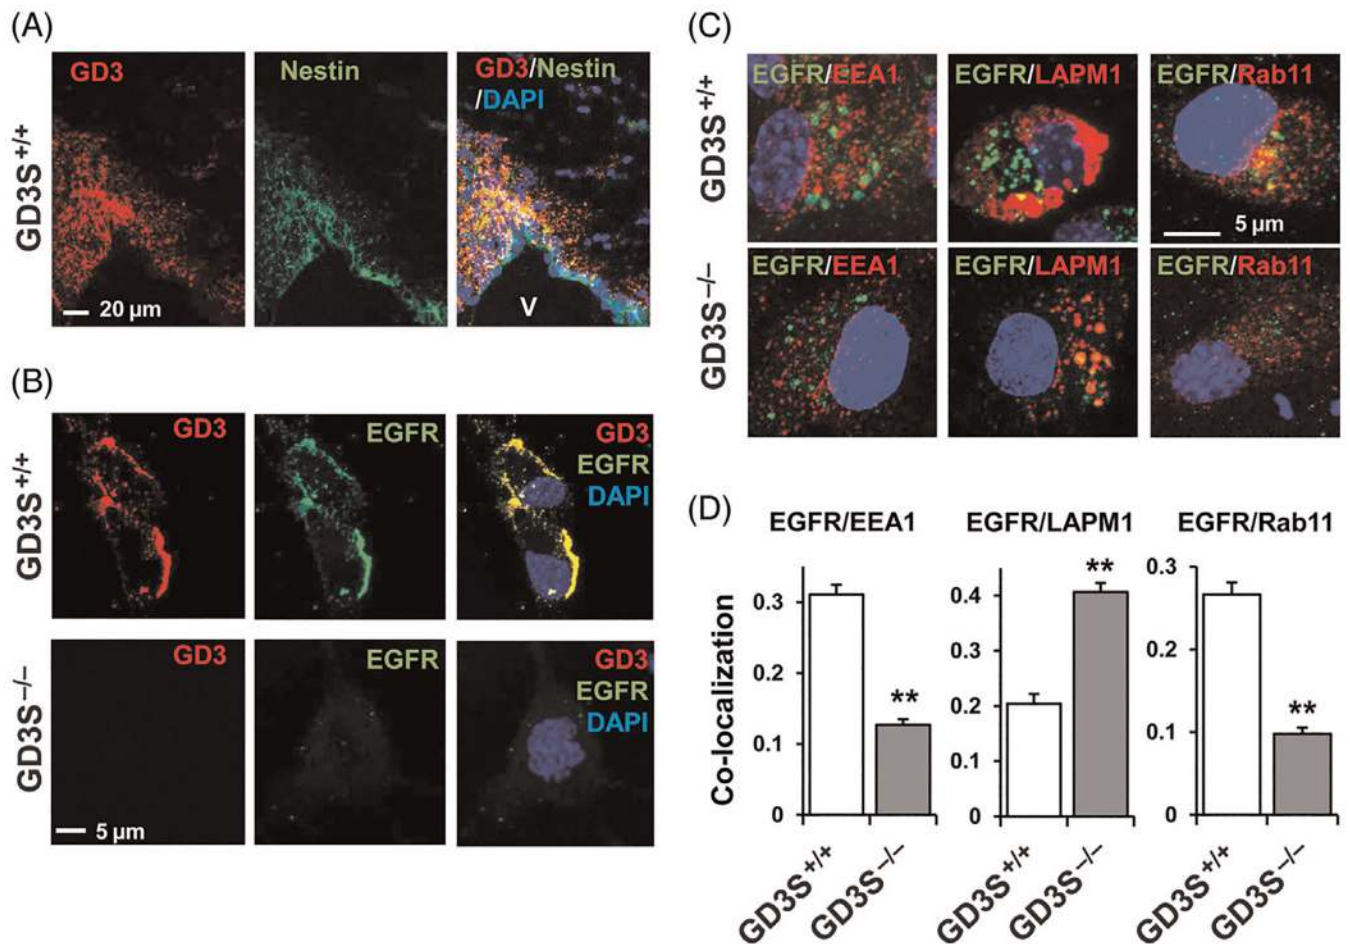 (A)
GD3
Nestin
GD3/Nestin
/DAPI
GD3S+/+
20 µm
V
(B)
GD3
EGFR
GD3
EGFR
DAPI
GD3S+/+
GD3
EGFR
GD3
EGFR
DAPI
GD3S−/−
5 µm
(C)
EGFR/EEA1
EGFR/LAPM1
EGFR/Rab11
GD3S+/+
5 µm
EGFR/EEA1
EGFR/LAPM1
EGFR/Rab11
GD3S−/−
(D)
EGFR/EEA1
EGFR/LAPM1
EGFR/Rab11
Co-localization
0.3
0.2
0.1
0
**
0.4
0.3
0.2
0.1
0
**
0.3
0.2
0.1
0
**
GD3S+/+
GD3S−/−
GD3S+/+
GD3S−/−
GD3S+/+
GD3S−/−